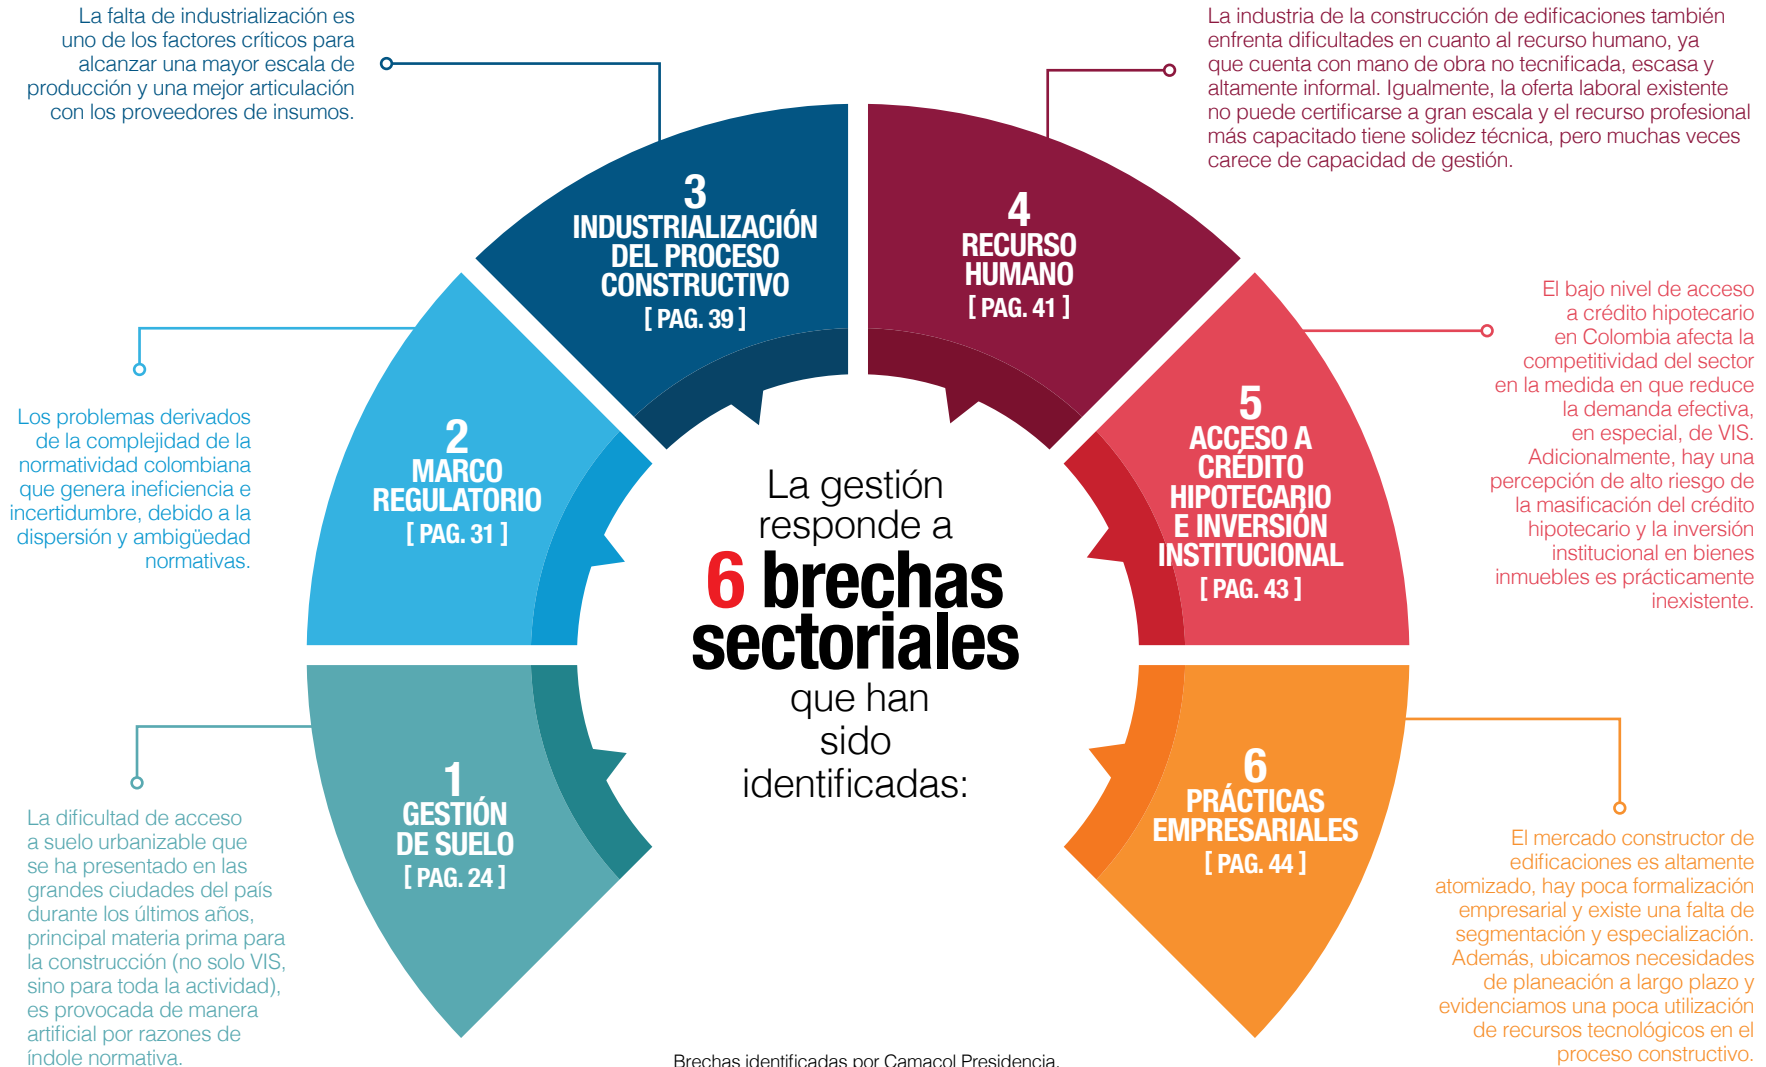 La falta de industrialización es
uno de los factores críticos para
alcanzar una mayor escala de
producción y una mejor articulación
con los proveedores de insumos.
La industria de la construcción de edificaciones también
enfrenta dificultades en cuanto al recurso humano, ya
que cuenta con mano de obra no tecnificada, escasa y
altamente informal. Igualmente, la oferta laboral existente
no puede certificarse a gran escala y el recurso profesional
más capacitado tiene solidez técnica, pero muchas veces
carece de capacidad de gestión.
3
INDUSTRIALIZACIÓN
DEL PROCESO
CONSTRUCTIVO
[ PAG. 39 ]
4
RECURSO
HUMANO
[ PAG. 41 ]
Los problemas derivados
de la complejidad de la
normatividad colombiana
que genera ineficiencia e
incertidumbre, debido a la
dispersión y ambigüedad
normativas.
2
MARCO
REGULATORIO
[ PAG. 31 ]
5
ACCESO A
CRÉDITO
HIPOTECARIO
E INVERSIÓN
INSTITUCIONAL
[ PAG. 43 ]
El bajo nivel de acceso
a crédito hipotecario
en Colombia afecta la
competitividad del sector
en la medida en que reduce
la demanda efectiva,
en especial, de VIS.
Adicionalmente, hay una
percepción de alto riesgo de
la masificación del crédito
hipotecario y la inversión
institucional en bienes
inmuebles es prácticamente
inexistente.
La gestión
responde a
6 brechas
sectoriales
que han
sido
identificadas:
1
GESTIÓN
DE SUELO
[ PAG. 24 ]
6
PRÁCTICAS
EMPRESARIALES
[ PAG. 44 ]
La dificultad de acceso
a suelo urbanizable que
se ha presentado en las
grandes ciudades del país
durante los últimos años,
principal materia prima para
la construcción (no solo VIS,
sino para toda la actividad),
es provocada de manera
artificial por razones de
índole normativa.
El mercado constructor de
edificaciones es altamente
atomizado, hay poca formalización
empresarial y existe una falta de
segmentación y especialización.
Además, ubicamos necesidades
de planeación a largo plazo y
evidenciamos una poca utilización
de recursos tecnológicos en el
proceso constructivo.
Brechas identificadas por Camacol Presidencia.